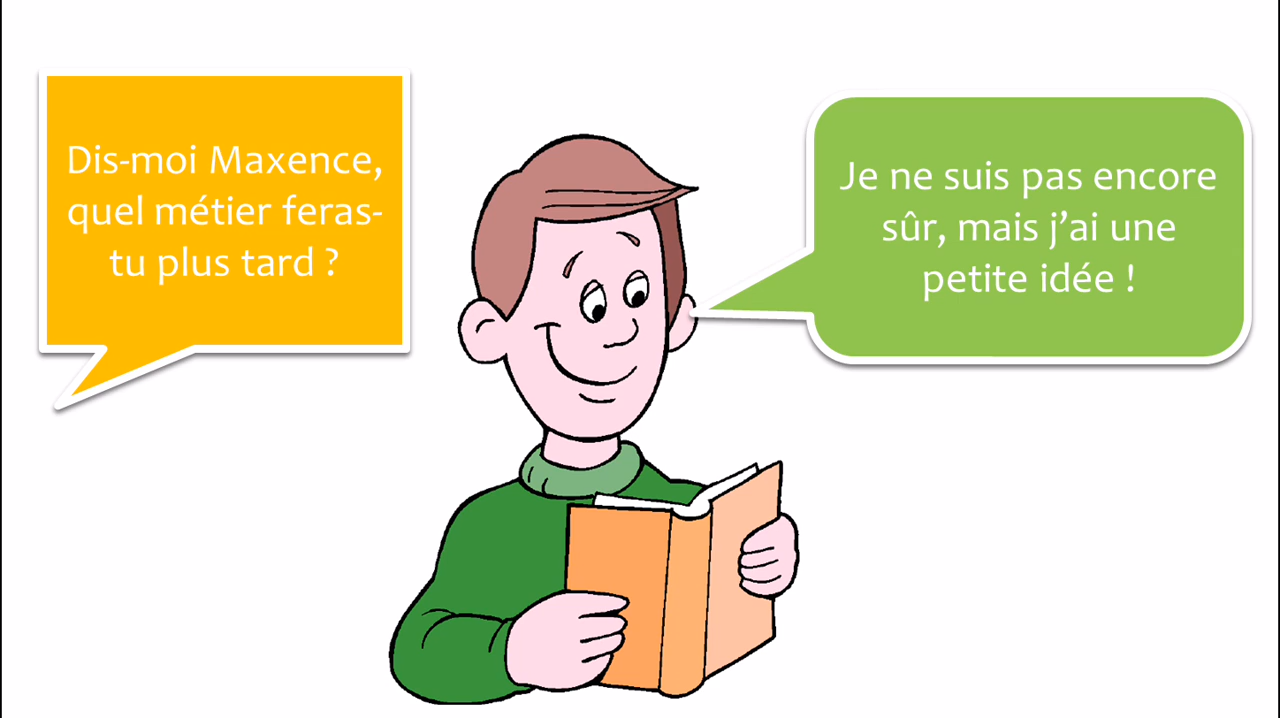 Dis-moi Maxence,
quel métier feras-
tu plus tard ?
Je ne suis pas encore
sûr, mais j’ai une
petite idée !